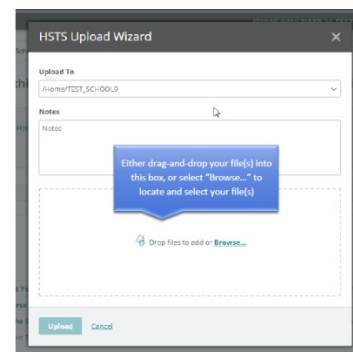 HSTS Upload Wizard
Upload To
/Home/TEST_SCHOOL9
Notes
Notes
Either drag-and-drop your file(s) into
this box, or select "Browse..." to
locate and select your file(s)
Drop files to add or Browse...
Upload Cancel